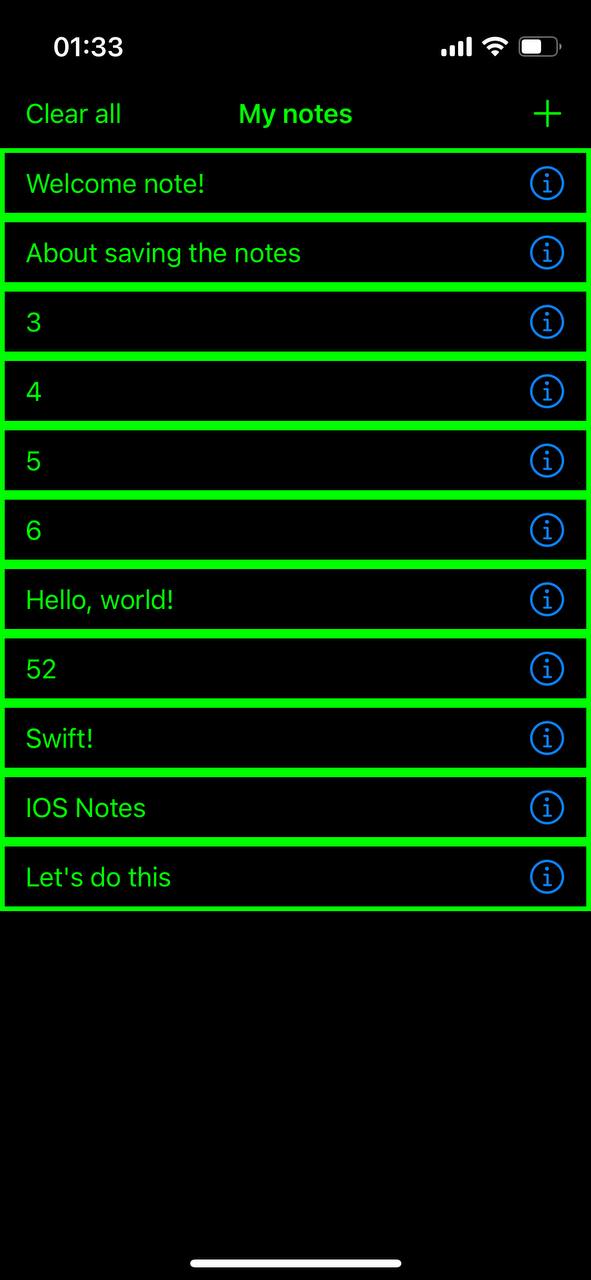 01:33
Clear all My notes +
Welcome note!
About saving the notes
3
4
5
6
Hello, world!
52
Swift!
IOS Notes
Let's do this